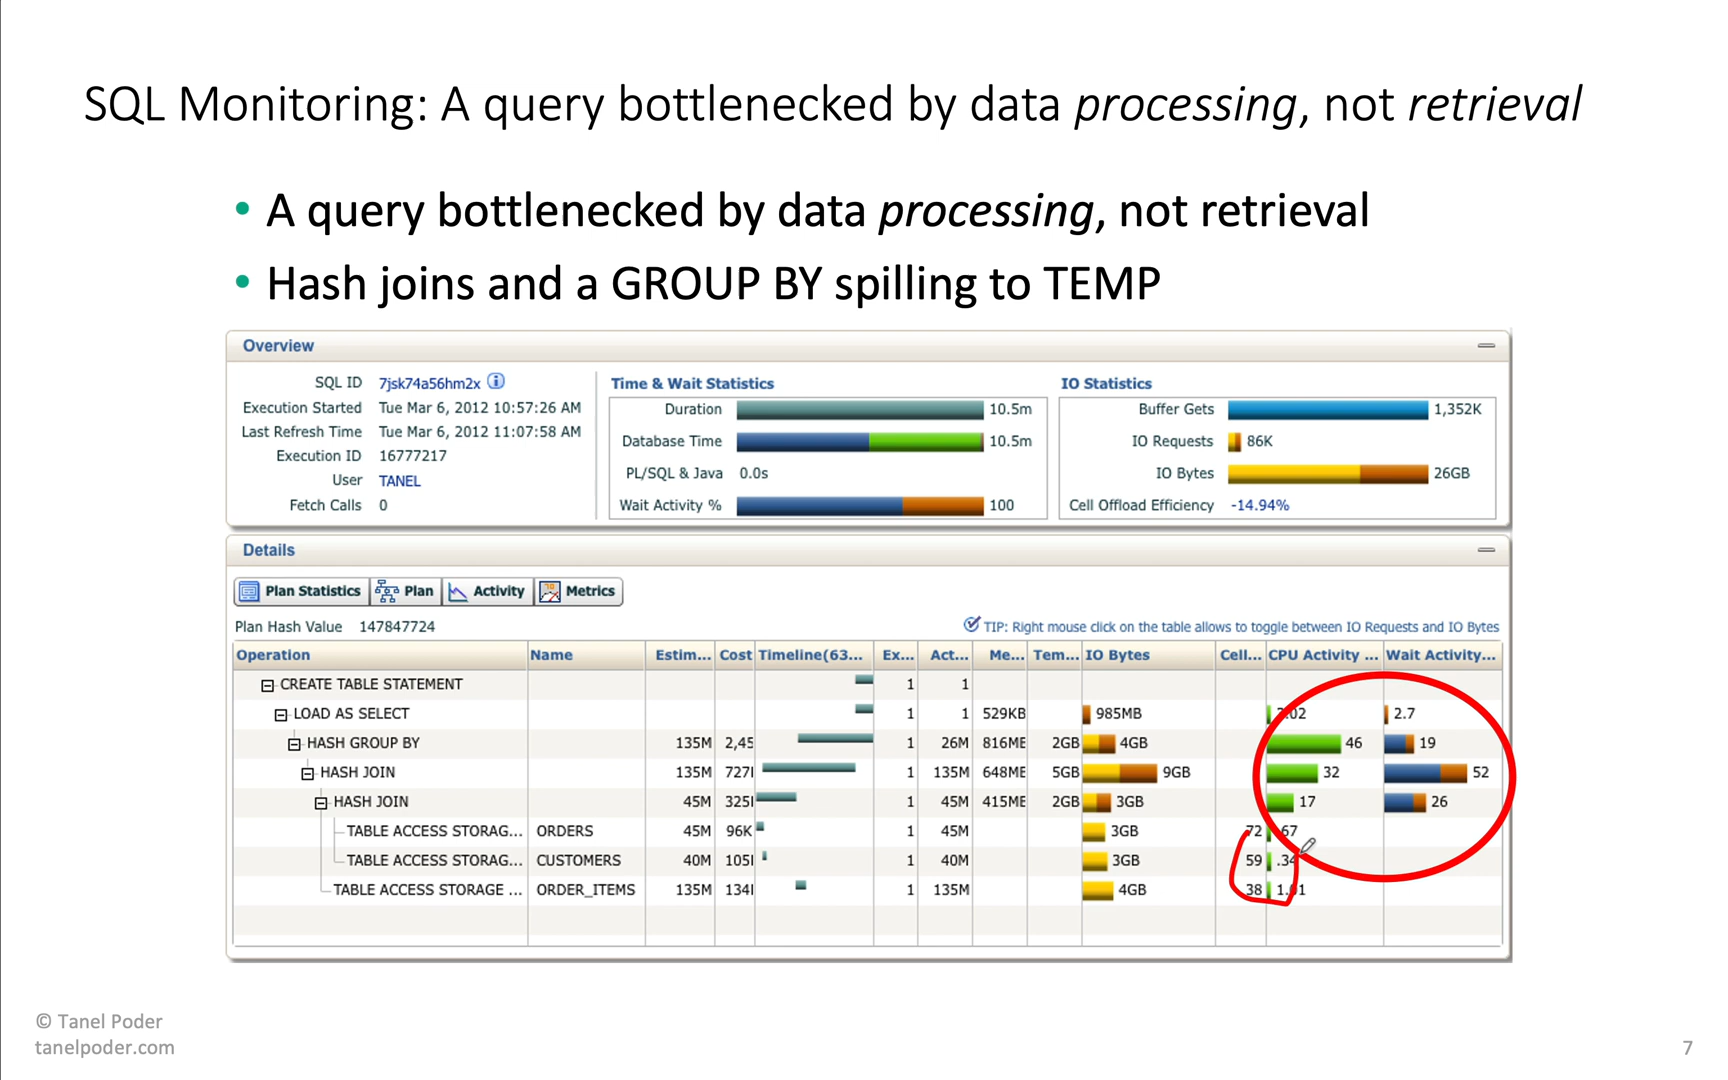 SQL Monitoring: A query bottlenecked by data processing, not retrieval
• A query bottlenecked by data processing, not retrieval
• Hash joins and a GROUP BY spilling to TEMP
Overview
SQL ID 7jsk74a56hm2x
Execution Started Tue Mar 6, 2012 10:57:26 AM
Last Refresh Time Tue Mar 6, 2012 11:07:58 AM
Execution ID 16777217
User TANEL
Fetch Calls 0
Time & Wait Statistics
Duration 10.5m
Database Time 10.5m
PL/SQL & Java 0.0s
Wait Activity % 100
IO Statistics
Buffer Gets 1,352K
IO Requests 86K
IO Bytes 26GB
Cell Offload Efficiency -14.94%
Details
Plan Statistics Plan Activity Metrics
Plan Hash Value 147847724
TIP: Right mouse click on the table allows to toggle between IO Requests and IO Bytes
Operation Name Estim... Cost Timeline(63... Ex... Act... Me... Tem... IO Bytes Cell... CPU Activity ... Wait Activity...
CREATE TABLE STATEMENT 1 1
LOAD AS SELECT 1 1 529KB 985MB 2.7
HASH GROUP BY 135M 2,45 1 26M 816ME 2GB 4GB 46 19
HASH JOIN 135M 727I 1 135M 648ME 5GB 9GB 32 52
HASH JOIN 45M 325I 1 45M 415ME 2GB 3GB 17 26
TABLE ACCESS STORAG... ORDERS 45M 96K 1 45M 3GB 72 .67
TABLE ACCESS STORAG... CUSTOMERS 40M 105I 1 40M 3GB 59 .34
TABLE ACCESS STORAGE ... ORDER_ITEMS 135M 134I 1 135M 4GB 38
© Tanel Poder
tanelpoder.com
7